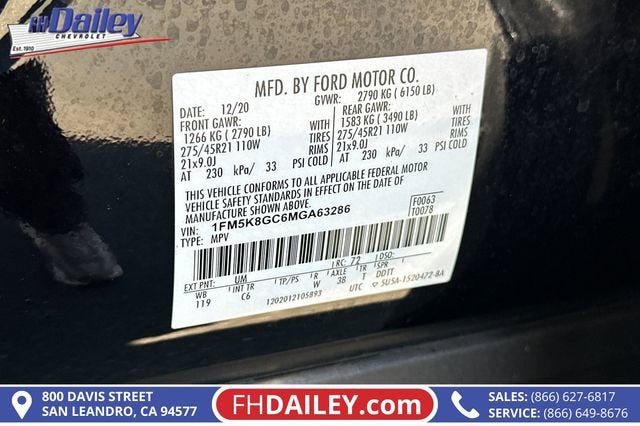 FHDailey
CHEVROLET
Est. 1910
MFD. BY FORD MOTOR CO.
DATE: 12/20 GVWR: 2790 KG ( 6150 LB)
FRONT GAWR: REAR GAWR:
1266 KG ( 2790 LB) WITH 1583 KG ( 3490 LB) WITH
275/45R21 110W TIRES 275/45R21 110W TIRES
21x9.0J RIMS 21x9.0J RIMS
AT 230 kPa/ 33 PSI COLD AT 230 kPa/ 33 PSI COLD
THIS VEHICLE CONFORMS TO ALL APPLICABLE FEDERAL MOTOR
VEHICLE SAFETY STANDARDS IN EFFECT ON THE DATE OF
MANUFACTURE SHOWN ABOVE.
VIN: 1FM5K8GC6MGA63286 F0063
TYPE: MPV T0078
EXT PNT: UM RC: 72 DSO:
WB INT TR TP/PS R AXLE TR SPR
119 C6 W 38 T DDTT
1202012105893 UTC 5U5A-1520472-BA
800 DAVIS STREET
SAN LEANDRO, CA 94577
FHDAILEY.com
SALES: (866) 627-6817
SERVICE: (866) 649-8676